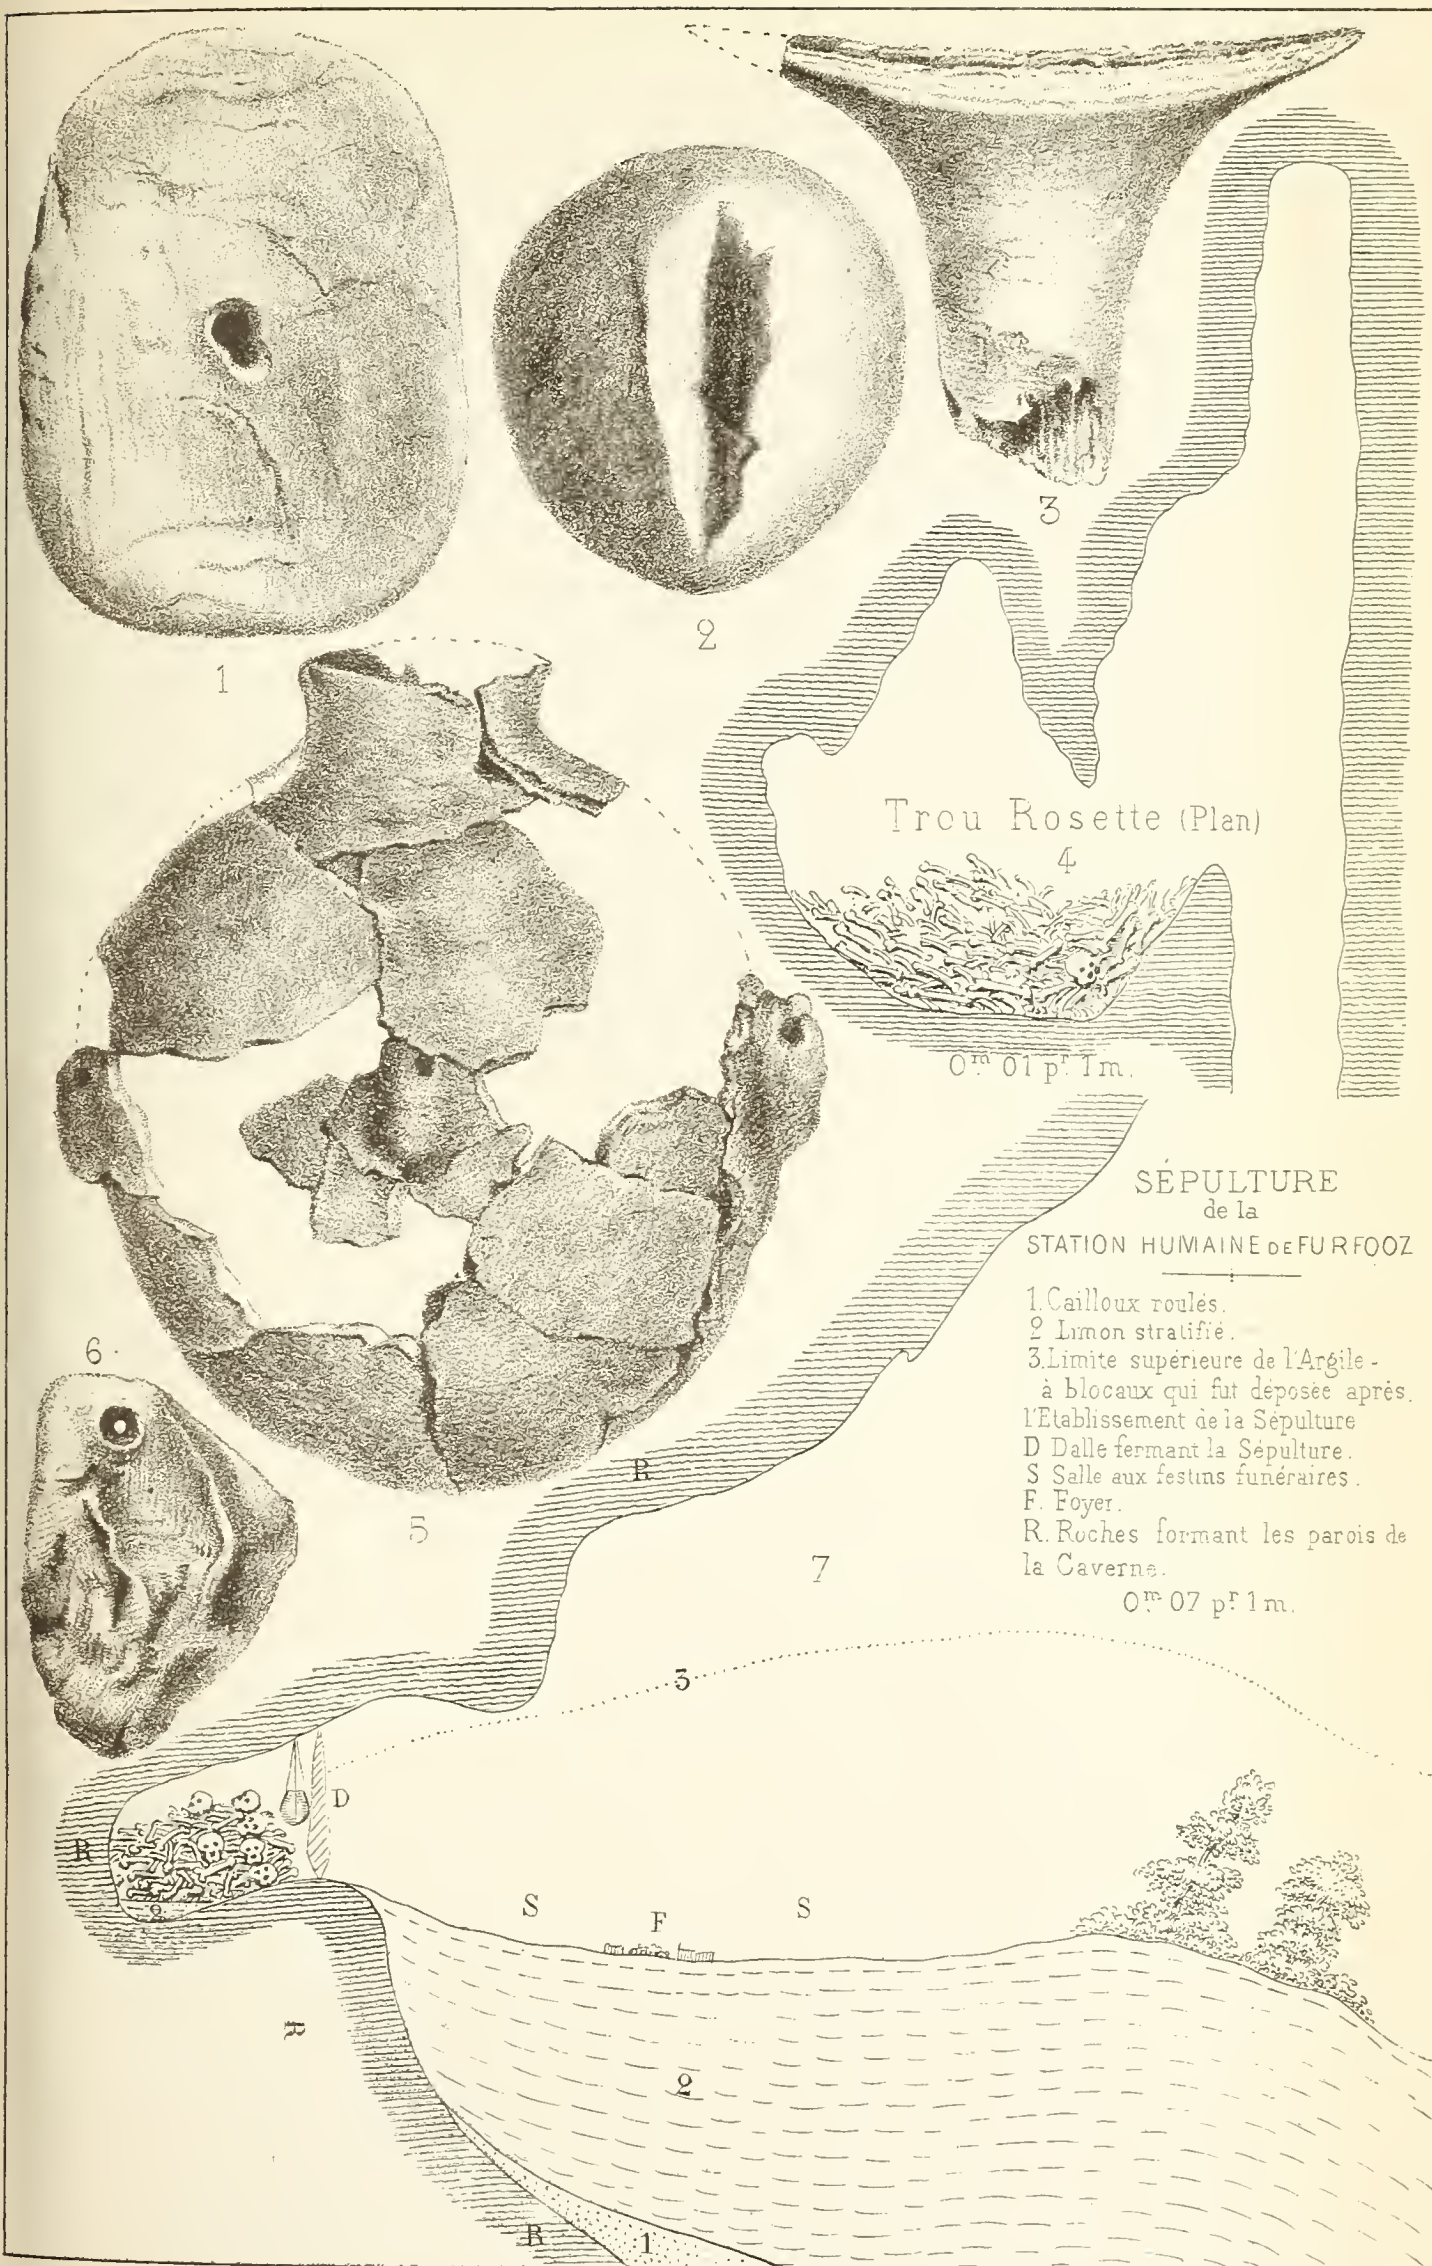 3
2
1
Trou Rosette (Plan)
4
0m 01 pr 1m.
SÉPULTURE
de la
STATION HUMAINE DE FURFOOZ
1. Cailloux roulés.
2 Limon stratifié.
3. Limite supérieure de l'Argile -
à blocaux qui fut déposée après.
l'Etablissement de la Sépulture
D Dalle fermant la Sépulture.
S Salle aux festins funéraires.
F. Foyer.
R. Roches formant les parois de
la Caverne.
0m 07 pr 1m.
6.
R
5
7
3
D
R
2
S
F
S
R
2
R
1